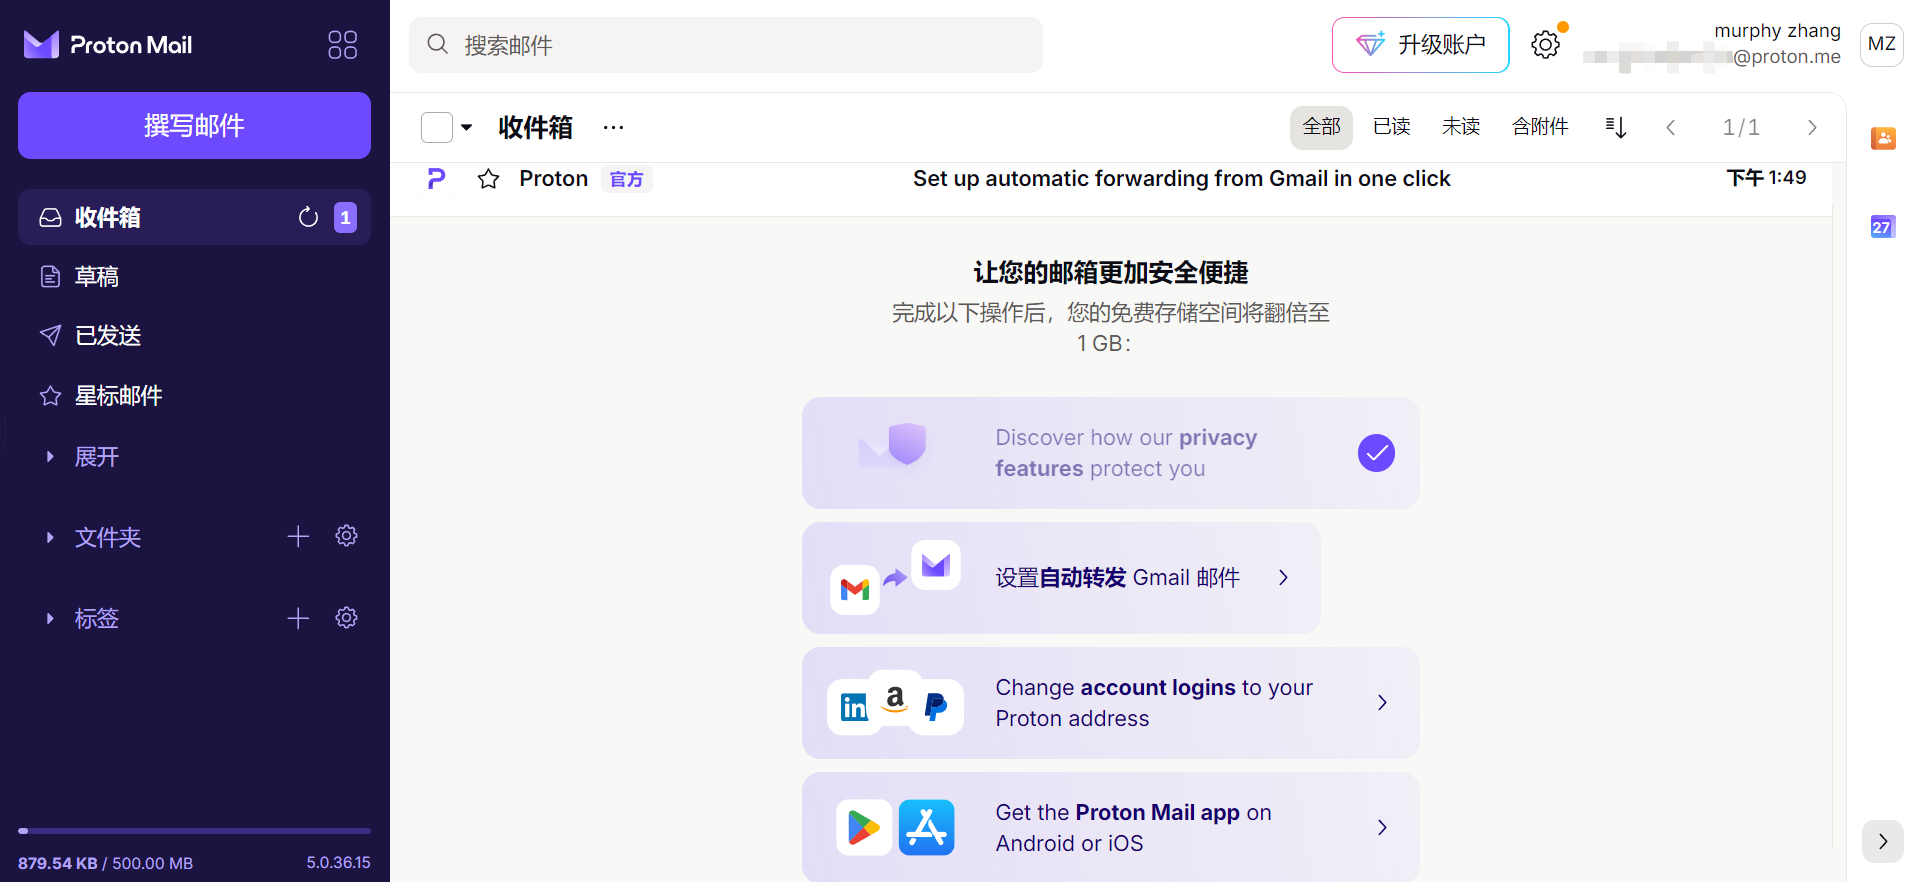 Proton Mail
撰写邮件
收件箱 1
草稿
已发送
星标邮件
展开
文件夹
标签
879.54 KB / 500.00 MB 5.0.36.15
搜索邮件
升级账户
murphy zhang
@proton.me
MZ
收件箱 ...
全部 已读 未读 含附件 1/1
Proton 官方 Set up automatic forwarding from Gmail in one click 下午 1:49
让您的邮箱更加安全便捷
完成以下操作后，您的免费存储空间将翻倍至
1 GB：
Discover how our privacy
features protect you
设置自动转发 Gmail 邮件
in a
Change account logins to your
Proton address
Get the Proton Mail app on
Android or iOS
27